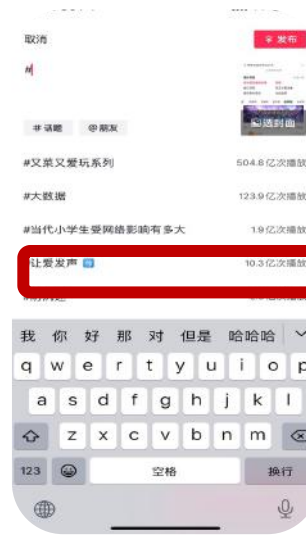 取消
发布
#
选封面
# 话题 @朋友
#又菜又爱玩系列 504.8亿次播放
#大数据 123.9亿次播放
#当代小学生受网络影响有多大 1.9亿次播放
#让爱发声 10.3亿次播放
我 你 好 那 对 但是 哈哈哈
q w e r t y u i o p
a s d f g h j k l
z x c v b n m
123 空格 换行